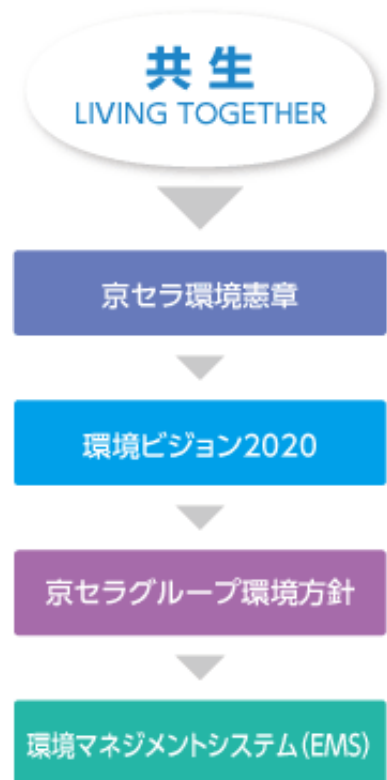 共生
LIVING TOGETHER
京セラ環境憲章
環境ビジョン2020
京セラグループ環境方針
環境マネジメントシステム(EMS)